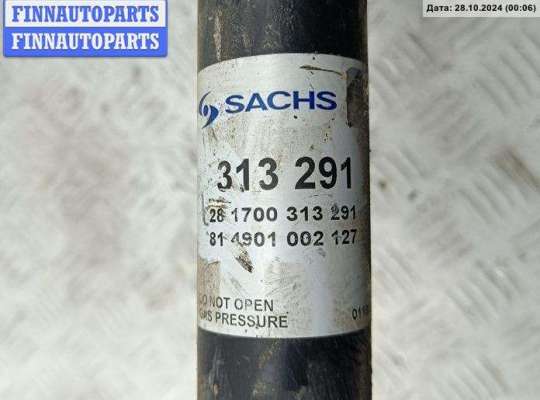 FINNAUTOPARTS
FINNAUTOPARTS
Дата: 28.10.2024 (00:06)
SACHS
313 291
28 1700 313 291
81 4901 002 127
DO NOT OPEN
GAS PRESSURE